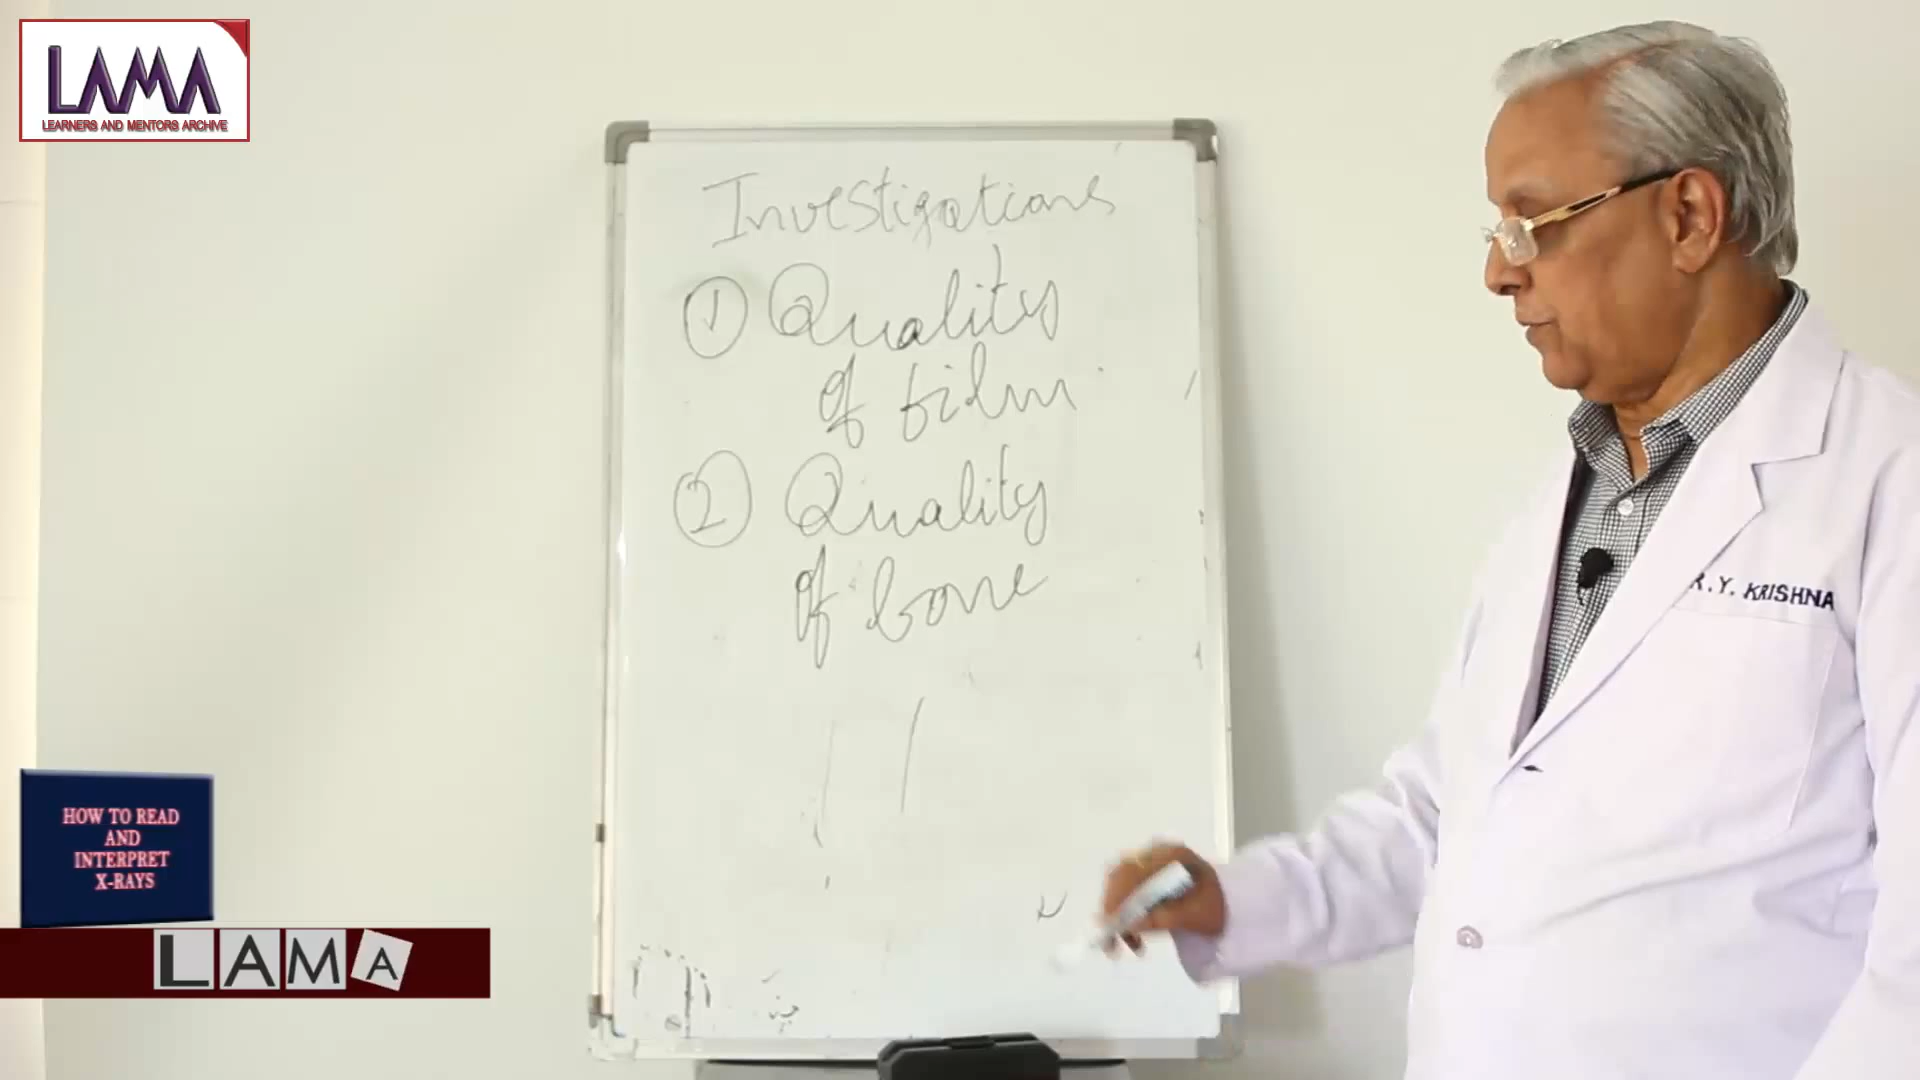 LAMA
LEARNERS AND MENTORS ARCHIVE
Investigations
1 Quality
of film
2 Quality
of bone
R. Y. KRISHNA
HOW TO READ
AND
INTERPRET
X-RAYS
LAMA